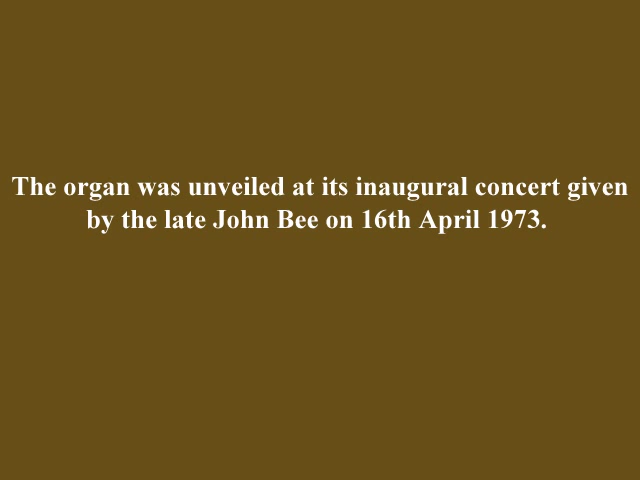 The organ was unveiled at its inaugural concert given
by the late John Bee on 16th April 1973.